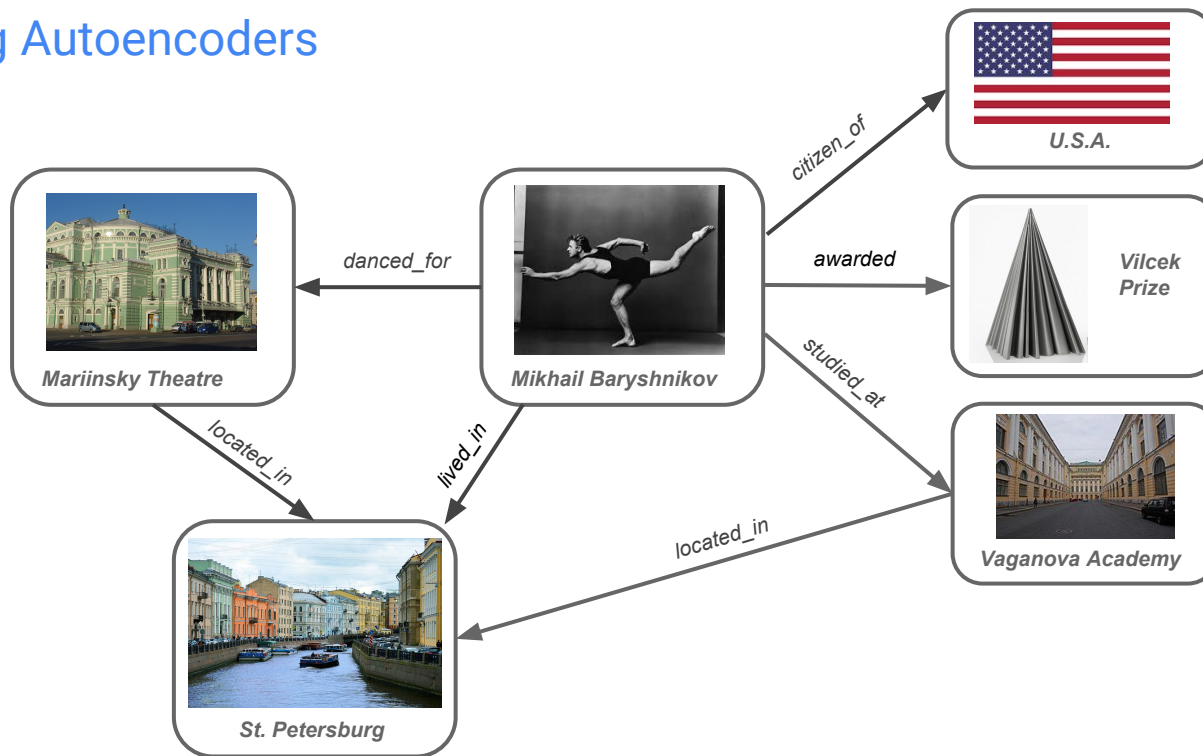 g Autoencoders
U.S.A.
citizen_of
danced_for
awarded
Vilcek
Prize
Mariinsky Theatre
Mikhail Baryshnikov
studied_at
located_in
lived_in
located_in
Vaganova Academy
St. Petersburg